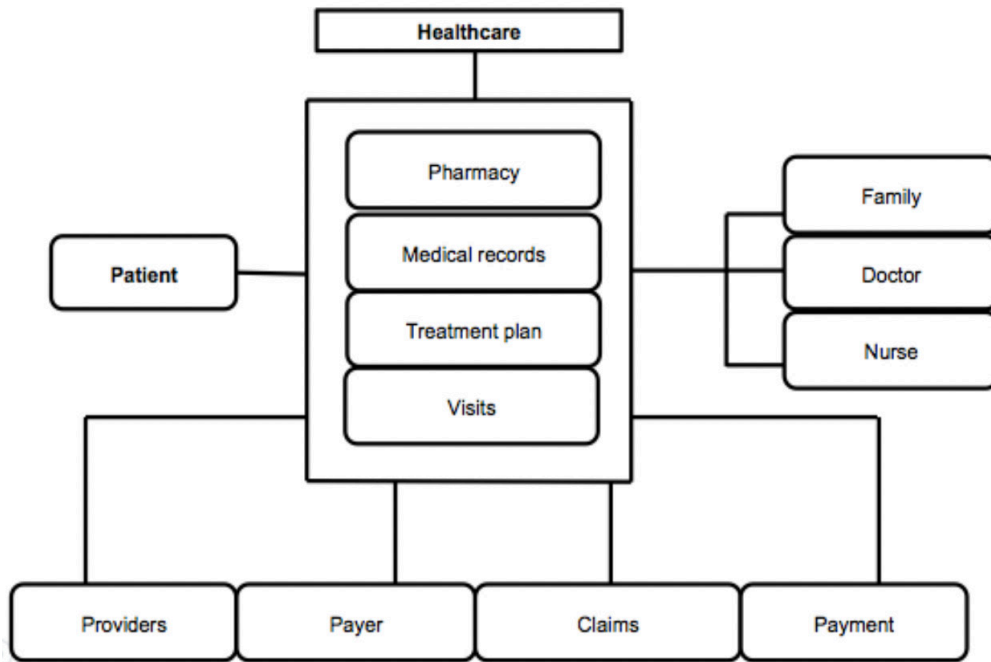 Healthcare
Pharmacy
Medical records
Treatment plan
Visits
Patient
Family
Doctor
Nurse
Providers
Payer
Claims
Payment